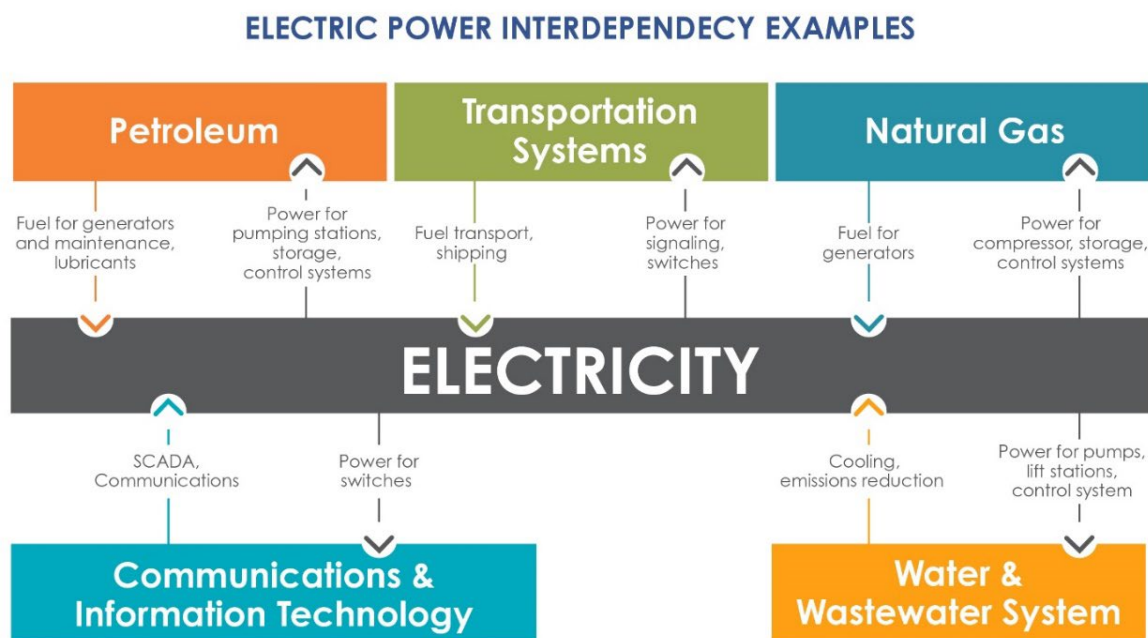 ELECTRIC POWER INTERDEPENDECY EXAMPLES
Petroleum
Transportation
Systems
Natural Gas
Fuel for generators
and maintenance,
lubricants
Power for
pumping stations,
storage,
control systems
Fuel transport,
shipping
Power for
signaling,
switches
Fuel for
generators
Power for
compressor, storage,
control systems
ELECTRICITY
SCADA,
Communications
Power for
switches
Cooling,
emissions reduction
Power for pumps,
lift stations,
control system
Communications &
Information Technology
Water &
Wastewater System